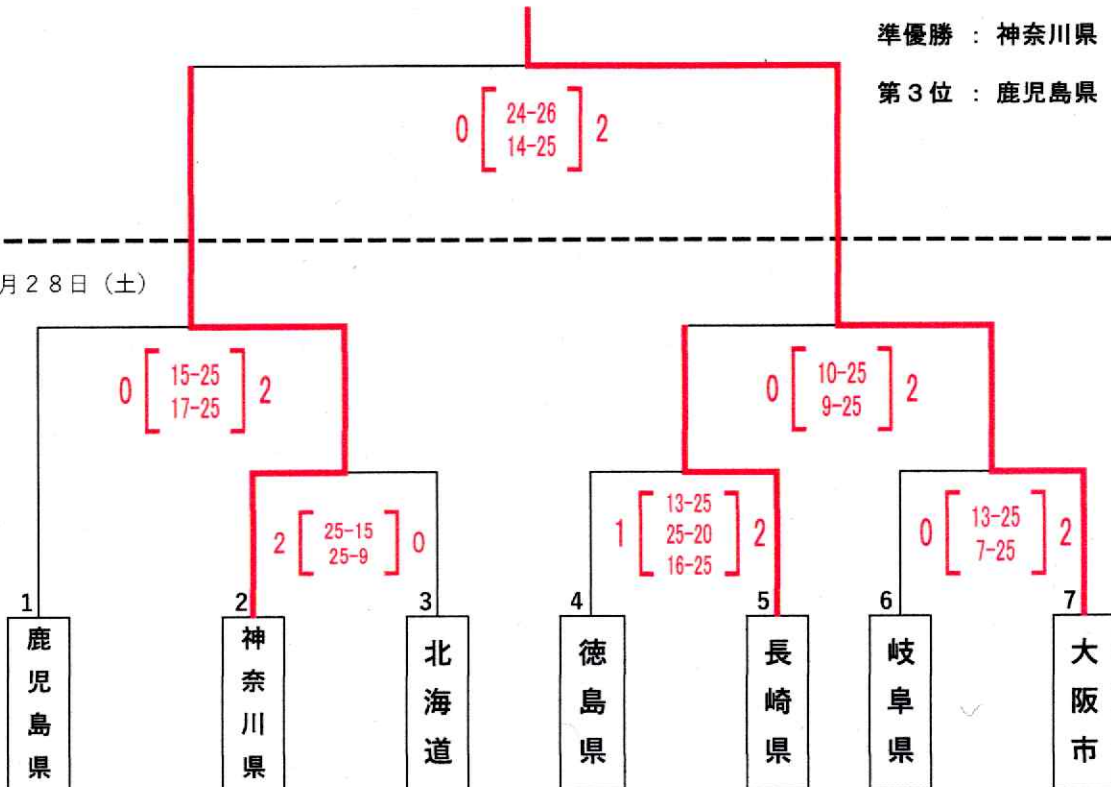 準優勝 : 神奈川県
第3位 : 鹿児島県
0 24-26 2
14-25
月28日(土)
0 15-25 2
17-25
0 10-25 2
9-25
2 25-15 0
25-9
1 13-25 2
25-20
16-25
0 13-25 2
7-25
1 2 3 4 5 6 7
鹿児島県
神奈川県
北海道
徳島県
長崎県
岐阜県
大阪市